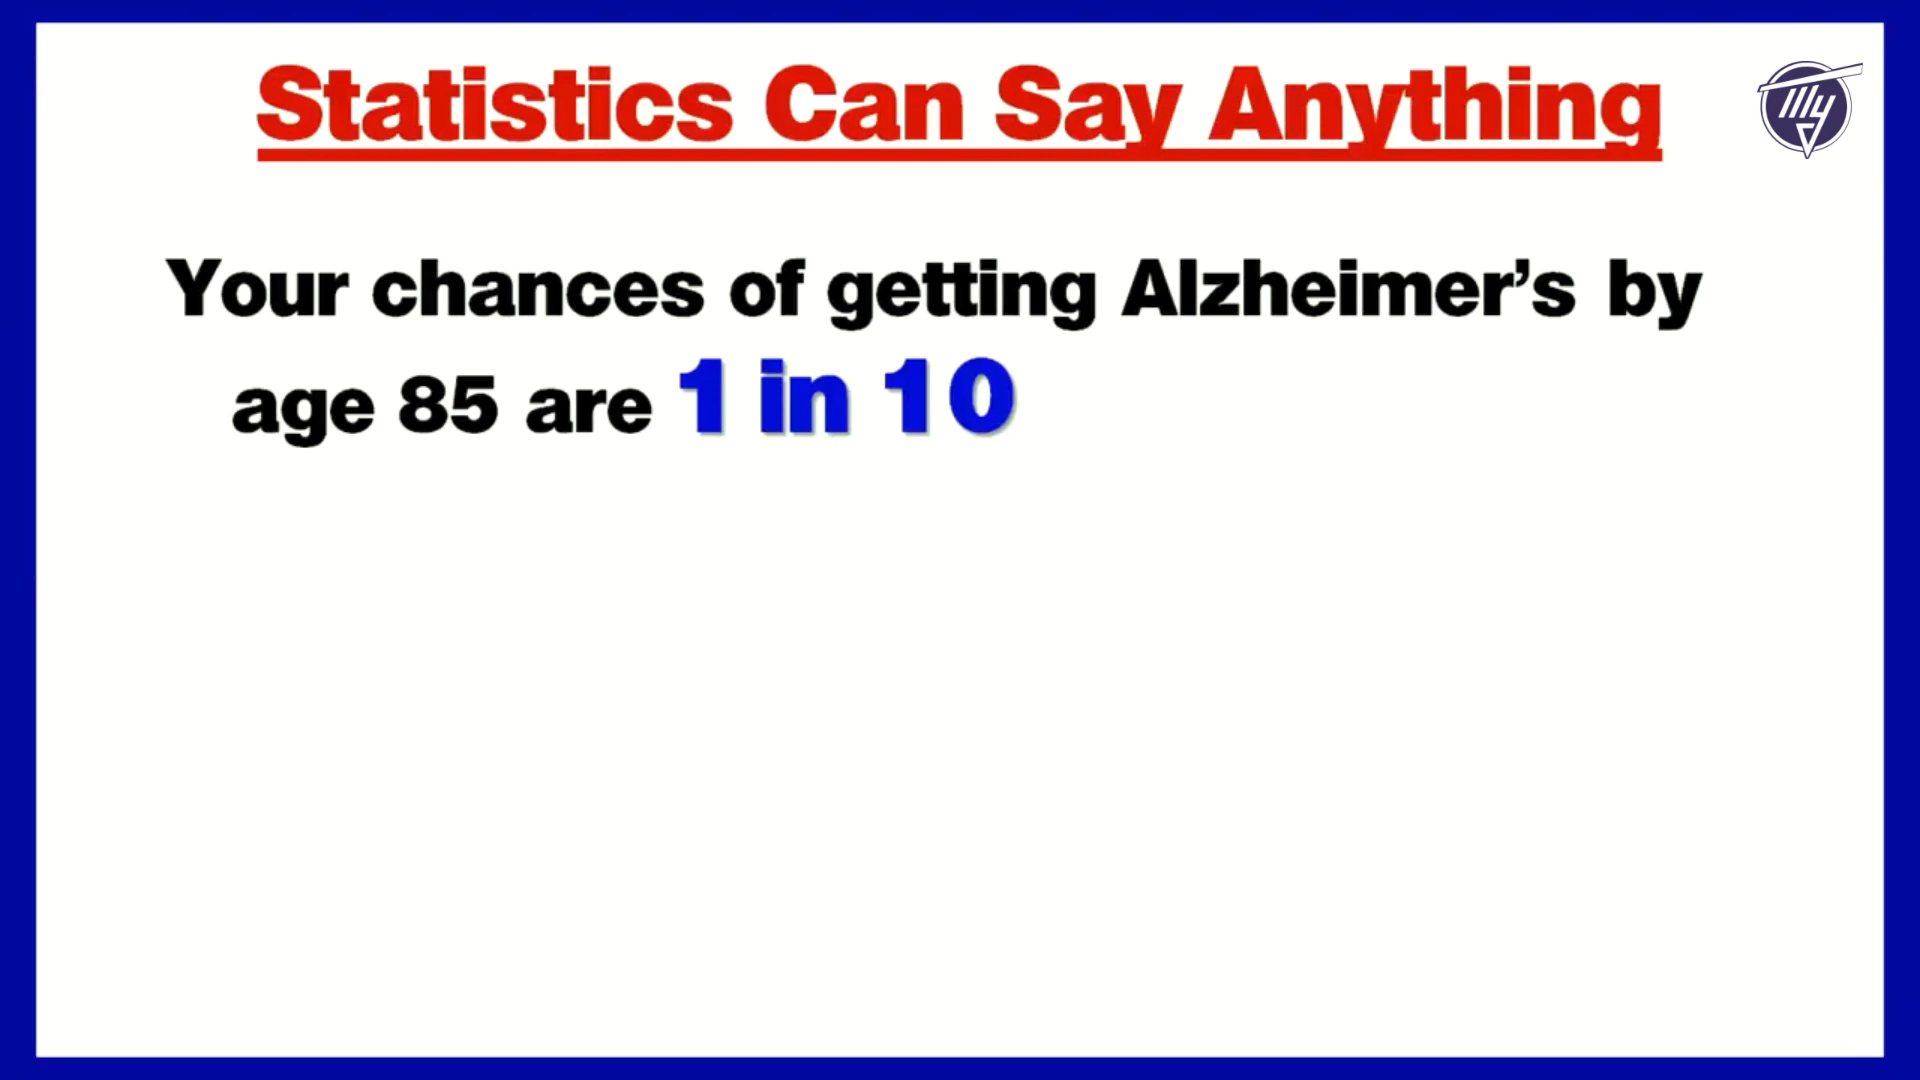 Statistics Can Say Anything
Your chances of getting Alzheimer’s by
age 85 are 1 in 10